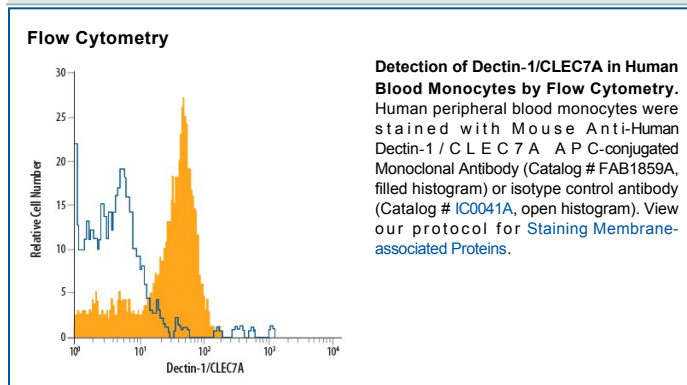 Flow Cytometry
30
25
20
15
10
5
0
Relative Cell Number
10⁰ 10¹ 10² 10³ 10⁴
Dectin-1/CLEC7A
Detection of Dectin-1/CLEC7A in Human
Blood Monocytes by Flow Cytometry.
Human peripheral blood monocytes were
stained with Mouse Anti-Human
Dectin-1/CLEC7A APC-conjugated
Monoclonal Antibody (Catalog # FAB1859A,
filled histogram) or isotype control antibody
(Catalog # IC0041A, open histogram). View
our protocol for Staining Membrane-
associated Proteins.